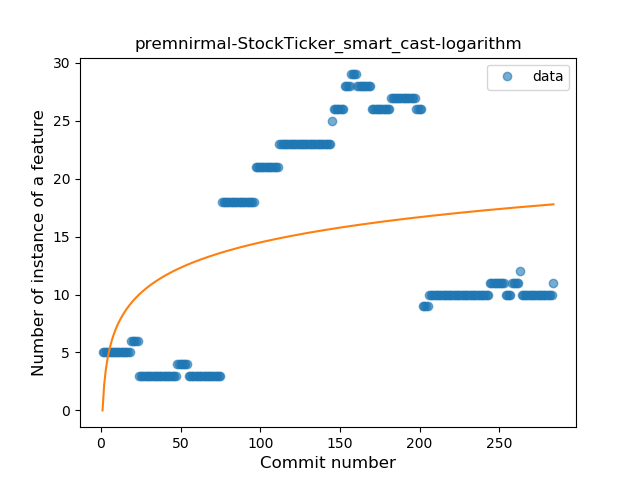 premnirmal-StockTicker_smart_cast-logarithm
data
Number of instance of a feature
30
25
20
15
10
5
0
0 50 100 150 200 250
Commit number